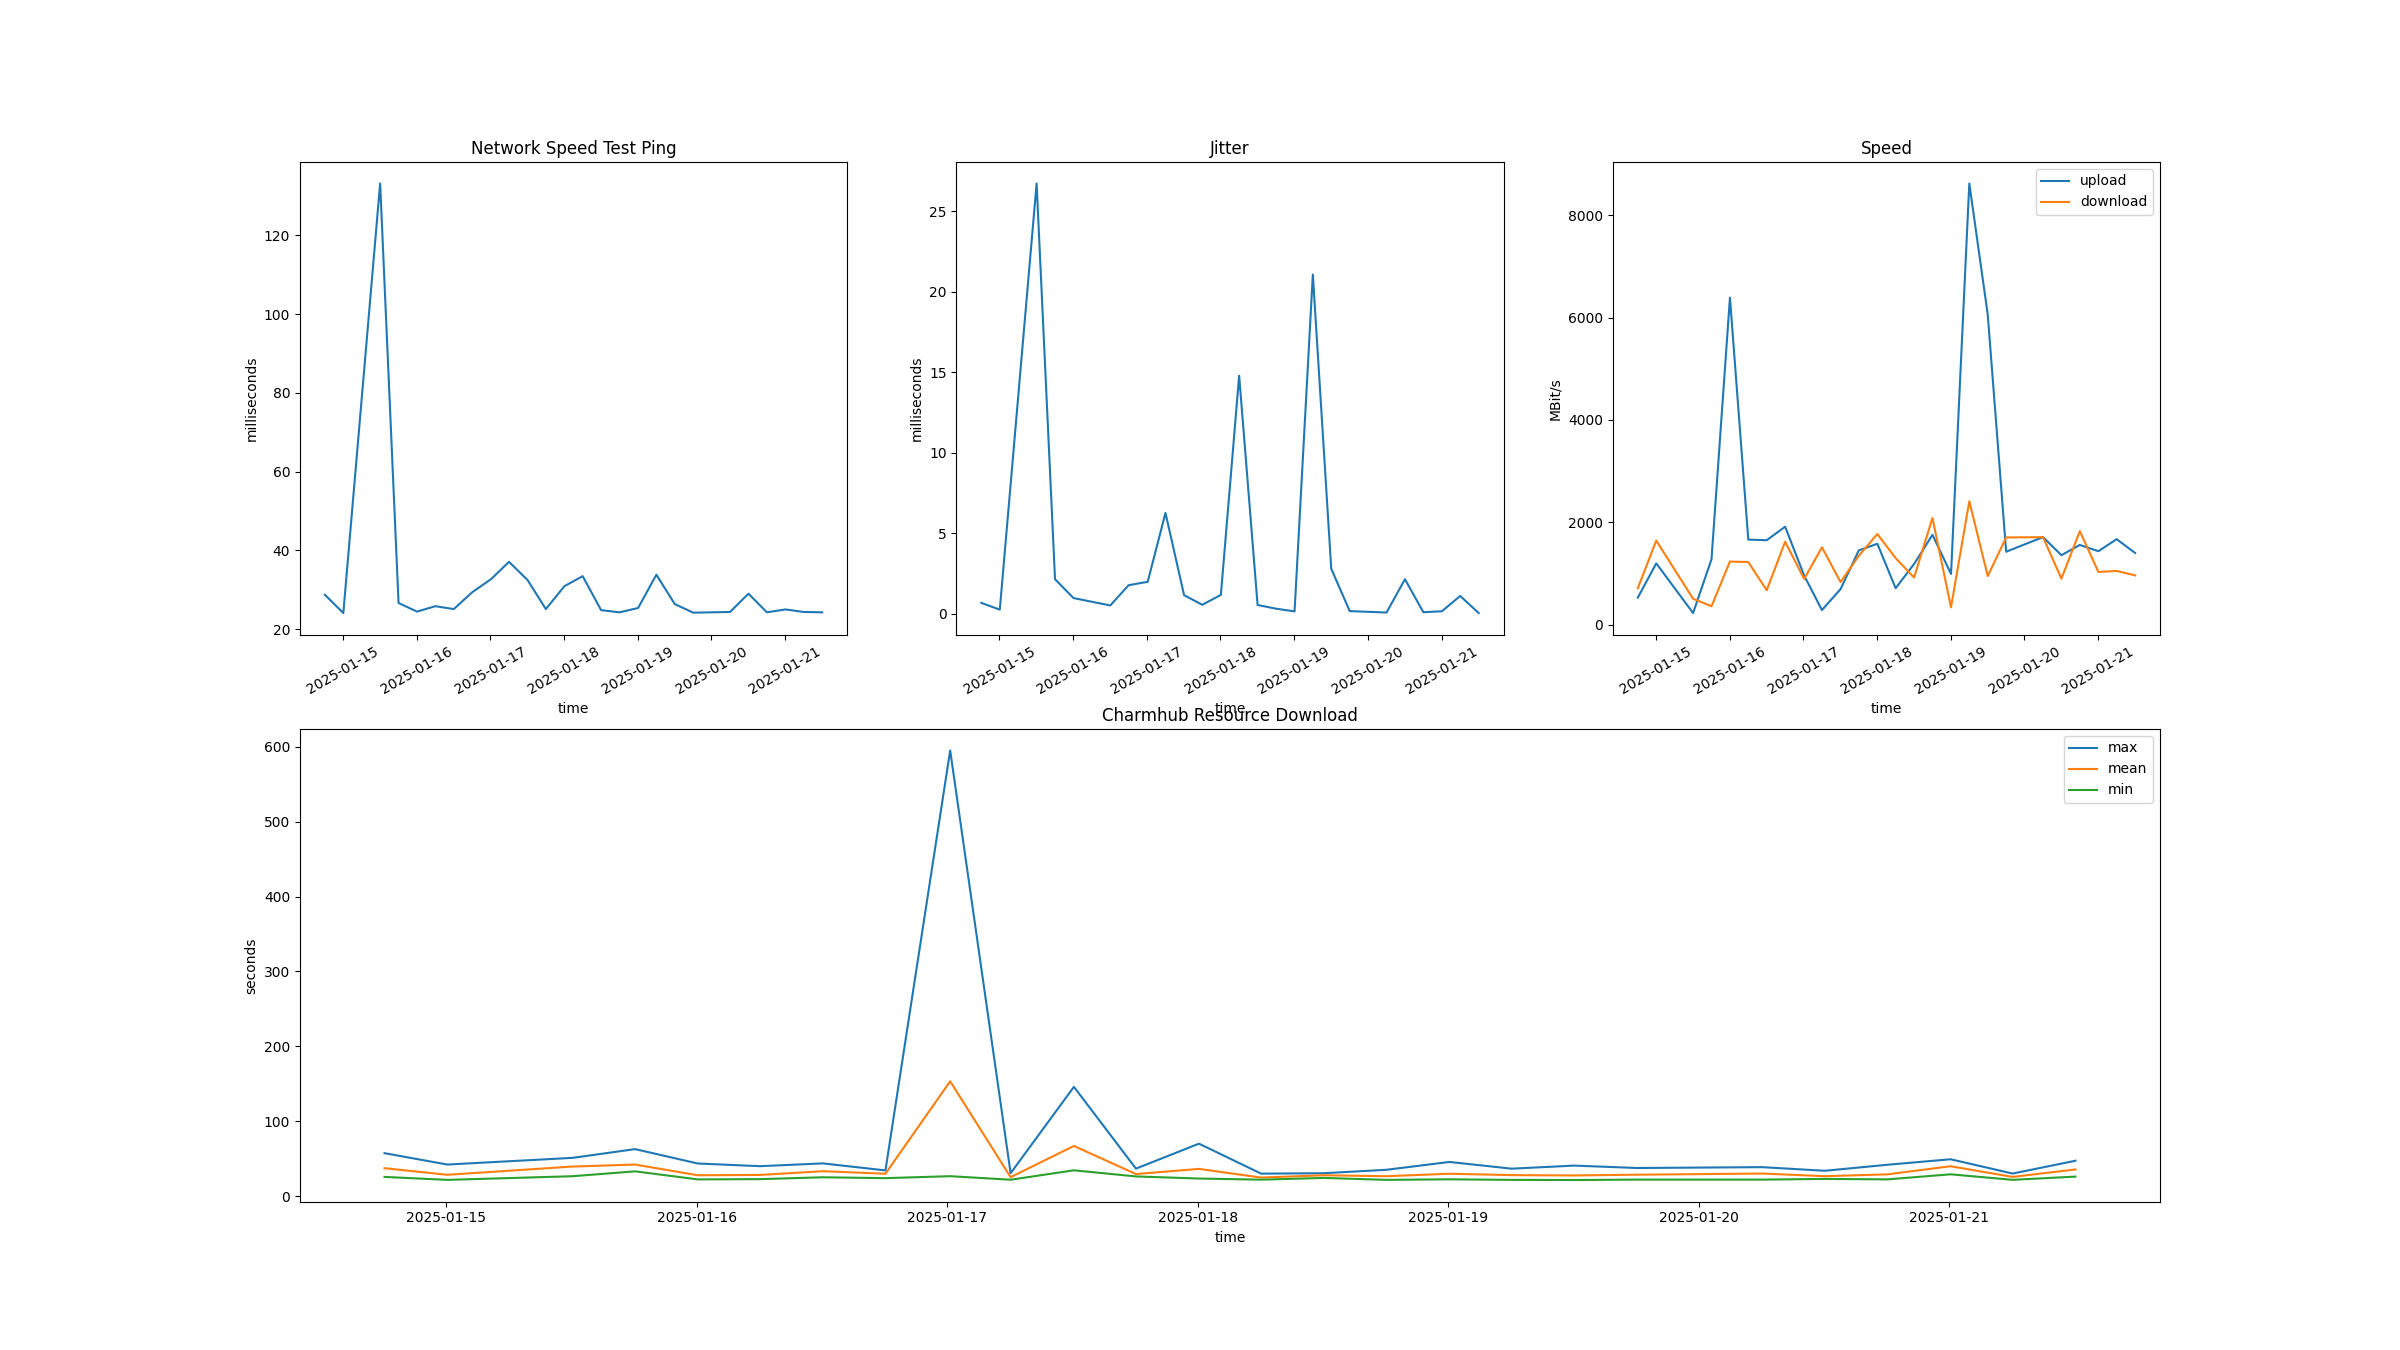 Network Speed Test Ping
milliseconds
120
100
80
60
40
20
2025-01-15 2025-01-16 2025-01-17 2025-01-18 2025-01-19 2025-01-20 2025-01-21
time
Jitter
milliseconds
25
20
15
10
5
0
2025-01-15 2025-01-16 2025-01-17 2025-01-18 2025-01-19 2025-01-20 2025-01-21
time
Speed
upload
download
MBit/s
8000
6000
4000
2000
0
2025-01-15 2025-01-16 2025-01-17 2025-01-18 2025-01-19 2025-01-20 2025-01-21
time
Charmhub Resource Download
max
mean
min
seconds
600
500
400
300
200
100
0
2025-01-15 2025-01-16 2025-01-17 2025-01-18 2025-01-19 2025-01-20 2025-01-21
time